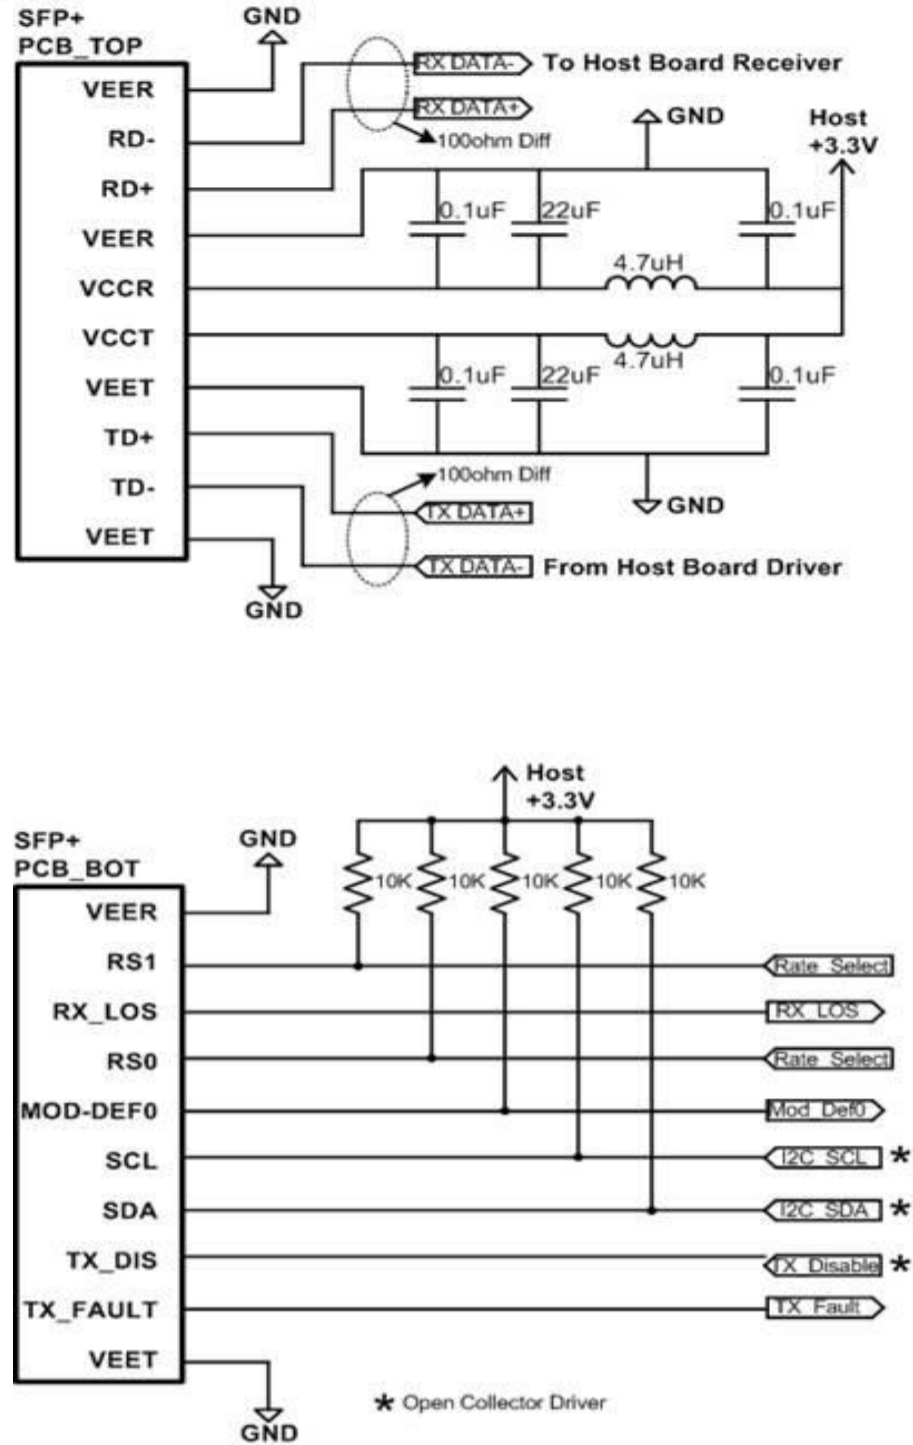 SFP+
PCB_TOP
GND
VEER
RD-
RD+
VEER
VCCR
VCCT
VEET
TD+
TD-
VEET
GND
RX DATA-
To Host Board Receiver
RX DATA+
100ohm Diff
GND
Host
+3.3V
0.1uF
22uF
0.1uF
4.7uH
4.7uH
0.1uF
22uF
0.1uF
100ohm Diff
GND
TX DATA+
TX DATA-
From Host Board Driver
Host
+3.3V
SFP+
PCB_BOT
GND
10K
10K
10K
10K
10K
VEER
RS1
RX_LOS
RS0
MOD-DEF0
SCL
SDA
TX_DIS
TX_FAULT
VEET
GND
Rate Select
RX_LOS
Rate Select
Mod_Def0
I2C_SCL *
I2C_SDA *
TX_Disable *
TX_Fault
* Open Collector Driver